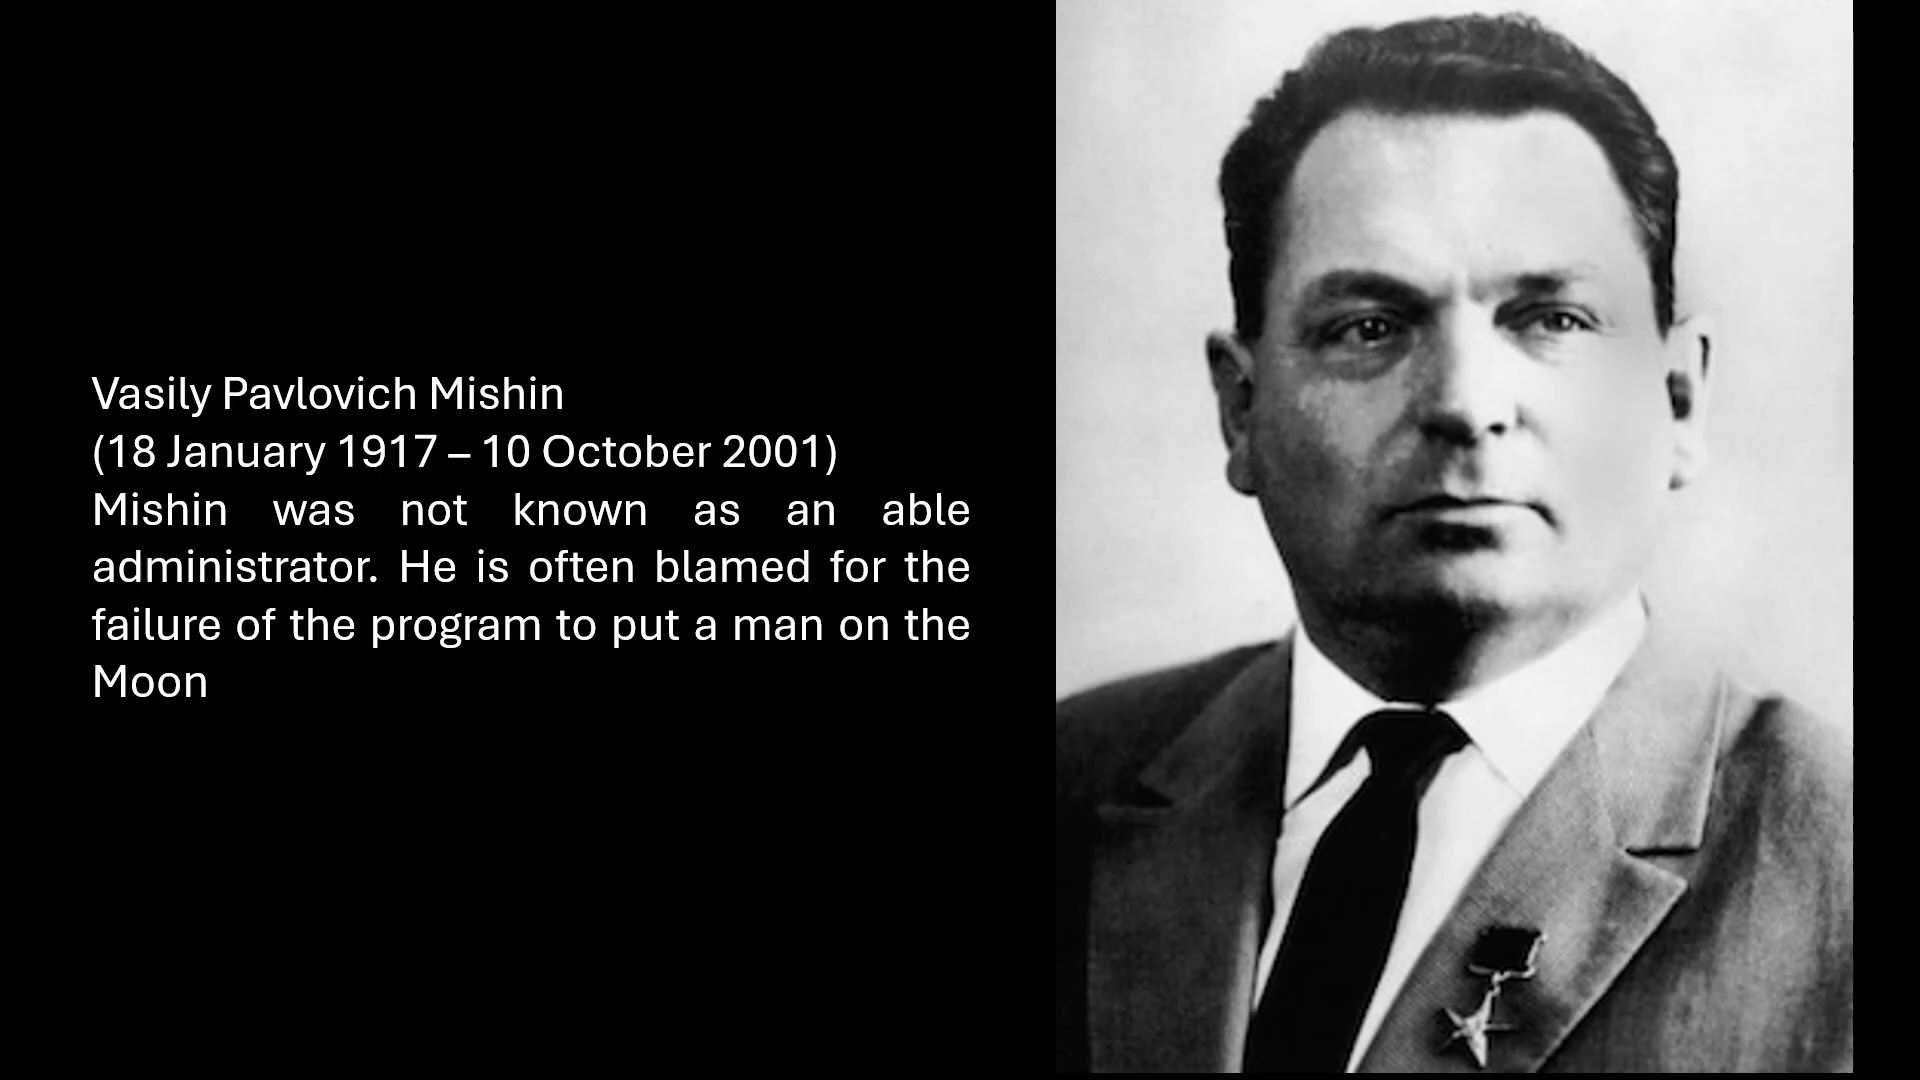 Vasily Pavlovich Mishin
(18 January 1917 – 10 October 2001)
Mishin was not known as an able
administrator. He is often blamed for the
failure of the program to put a man on the
Moon